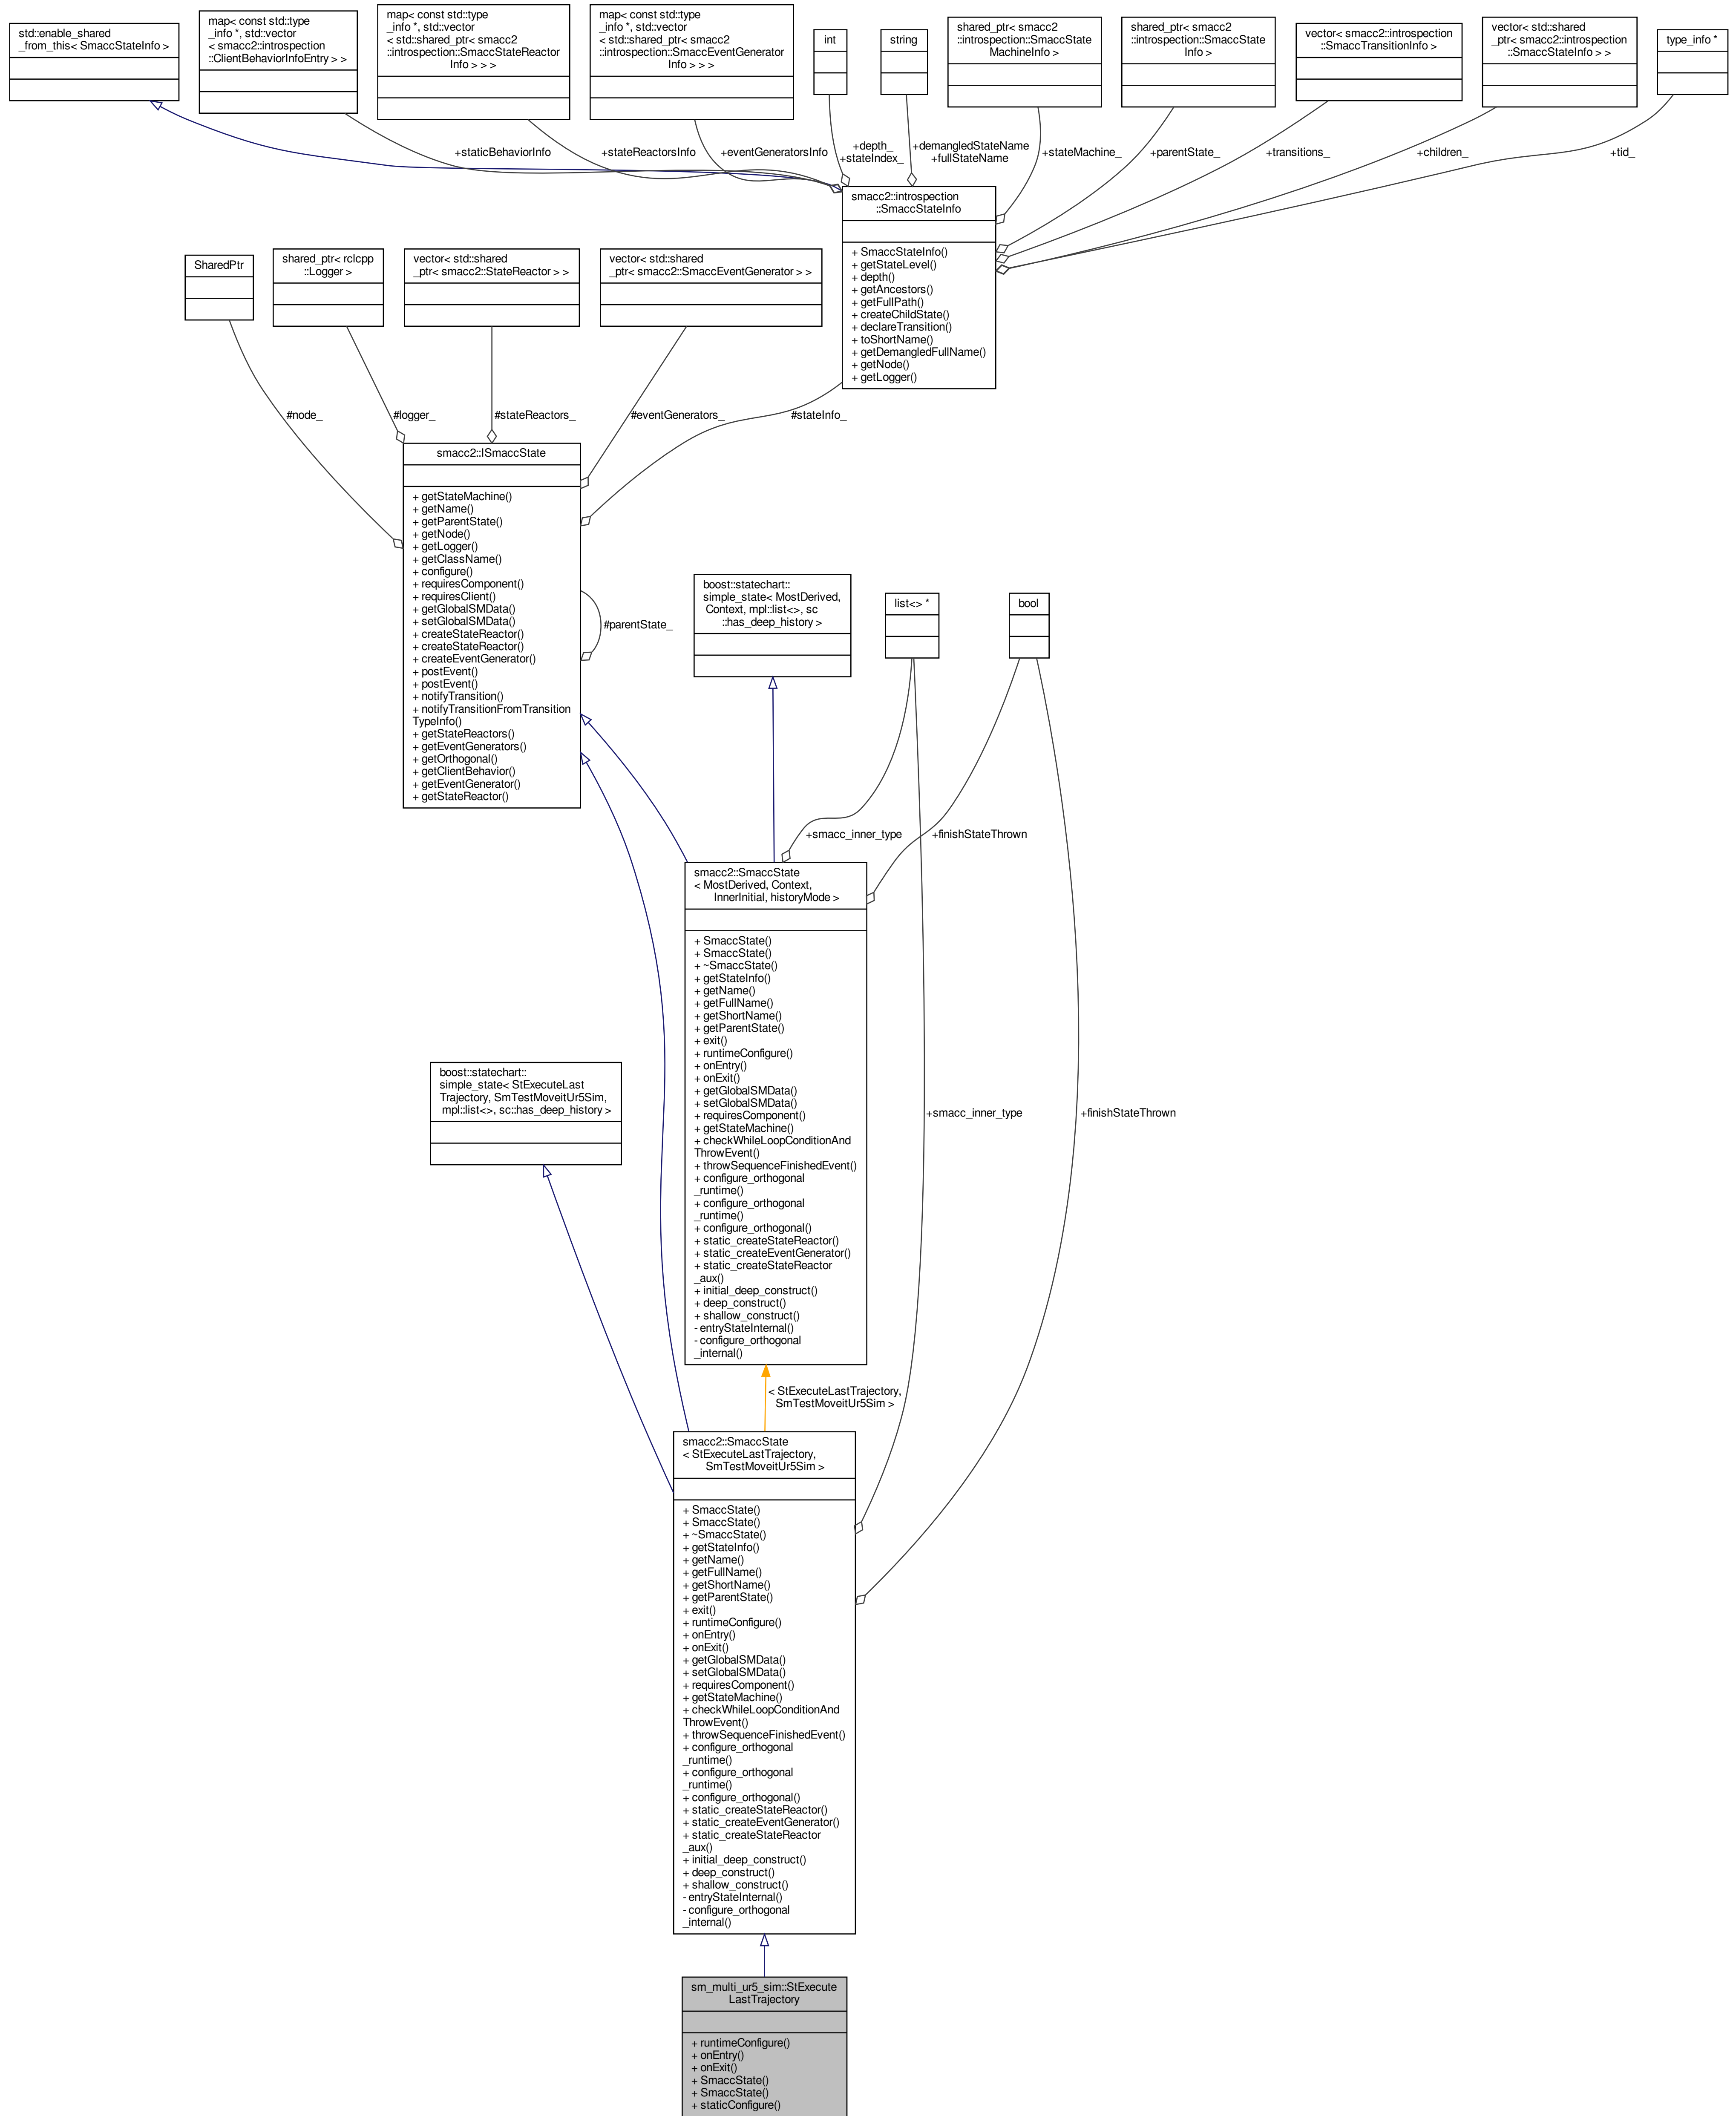 std::enable_shared
_from_this< SmaccStateInfo >
map< const std::type
_info *, std::vector
< smacc2::introspection
::ClientBehaviorInfoEntry > >
map< const std::type
_info *, std::vector
< std::shared_ptr< smacc2
::introspection::SmaccStateReactor
Info > > >
map< const std::type
_info *, std::vector
< std::shared_ptr< smacc2
::introspection::SmaccEventGenerator
Info > > >
int
string
shared_ptr< smacc2
::introspection::SmaccState
MachineInfo >
shared_ptr< smacc2
::introspection::SmaccState
Info >
vector< smacc2::introspection
::SmaccTransitionInfo >
vector< std::shared
_ptr< smacc2::introspection
::SmaccStateInfo > >
type_info *
+staticBehaviorInfo
+stateReactorsInfo
+eventGeneratorsInfo
+depth_
+stateIndex_
+demangledStateName
+fullStateName
+stateMachine_
+parentState_
+transitions_
+children_
+tid_
smacc2::introspection
::SmaccStateInfo
+ SmaccStateInfo()
+ getStateLevel()
+ depth()
+ getAncestors()
+ getFullPath()
+ createChildState()
+ declareTransition()
+ toShortName()
+ getDemangledFullName()
+ getNode()
+ getLogger()
SharedPtr
shared_ptr< rclcpp
::Logger >
vector< std::shared
_ptr< smacc2::StateReactor > >
vector< std::shared
_ptr< smacc2::SmaccEventGenerator > >
#node_
#logger_
#stateReactors_
#eventGenerators_
#stateInfo_
smacc2::ISmaccState
+ getStateMachine()
+ getName()
+ getParentState()
+ getNode()
+ getLogger()
+ getClassName()
+ configure()
+ requiresComponent()
+ requiresClient()
+ getGlobalSMData()
+ setGlobalSMData()
+ createStateReactor()
+ createStateReactor()
+ createEventGenerator()
+ postEvent()
+ postEvent()
+ notifyTransition()
+ notifyTransitionFromTransition
TypeInfo()
+ getStateReactors()
+ getEventGenerators()
+ getOrthogonal()
+ getClientBehavior()
+ getEventGenerator()
+ getStateReactor()
#parentState_
boost::statechart::
simple_state< MostDerived,
Context, mpl::list<>, sc
::has_deep_history >
list<> *
bool
+smacc_inner_type
+finishStateThrown
smacc2::SmaccState
< MostDerived, Context,
InnerInitial, historyMode >
+ SmaccState()
+ SmaccState()
+ ~SmaccState()
+ getStateInfo()
+ getName()
+ getFullName()
+ getShortName()
+ getParentState()
+ exit()
+ runtimeConfigure()
+ onEntry()
+ onExit()
+ getGlobalSMData()
+ setGlobalSMData()
+ requiresComponent()
+ getStateMachine()
+ checkWhileLoopConditionAnd
ThrowEvent()
+ throwSequenceFinishedEvent()
+ configure_orthogonal
_runtime()
+ configure_orthogonal
_runtime()
+ configure_orthogonal()
+ static_createStateReactor()
+ static_createEventGenerator()
+ static_createStateReactor
_aux()
+ initial_deep_construct()
+ deep_construct()
+ shallow_construct()
- entryStateInternal()
- configure_orthogonal
_internal()
boost::statechart::
simple_state< StExecuteLast
Trajectory, SmTestMoveitUr5Sim,
mpl::list<>, sc::has_deep_history >
+smacc_inner_type
+finishStateThrown
< StExecuteLastTrajectory,
SmTestMoveitUr5Sim >
smacc2::SmaccState
< StExecuteLastTrajectory,
SmTestMoveitUr5Sim >
+ SmaccState()
+ SmaccState()
+ ~SmaccState()
+ getStateInfo()
+ getName()
+ getFullName()
+ getShortName()
+ getParentState()
+ exit()
+ runtimeConfigure()
+ onEntry()
+ onExit()
+ getGlobalSMData()
+ setGlobalSMData()
+ requiresComponent()
+ getStateMachine()
+ checkWhileLoopConditionAnd
ThrowEvent()
+ throwSequenceFinishedEvent()
+ configure_orthogonal
_runtime()
+ configure_orthogonal
_runtime()
+ configure_orthogonal()
+ static_createStateReactor()
+ static_createEventGenerator()
+ static_createStateReactor
_aux()
+ initial_deep_construct()
+ deep_construct()
+ shallow_construct()
- entryStateInternal()
- configure_orthogonal
_internal()
sm_multi_ur5_sim::StExecute
LastTrajectory
+ runtimeConfigure()
+ onEntry()
+ onExit()
+ SmaccState()
+ SmaccState()
+ staticConfigure()